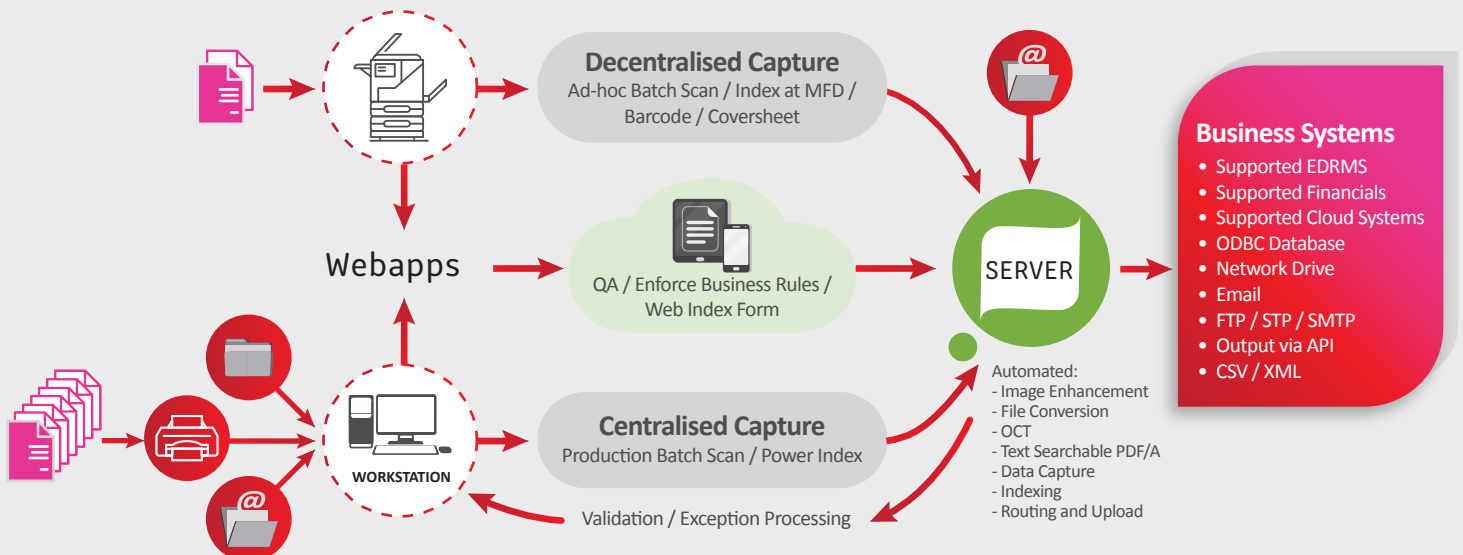 Decentralised Capture
Ad-hoc Batch Scan / Index at MFD /
Barcode / Coversheet
@
Business Systems
• Supported EDRMS
• Supported Financials
• Supported Cloud Systems
• ODBC Database
• Network Drive
• Email
• FTP / STP / SMTP
• Output via API
• CSV / XML
Webapps
QA / Enforce Business Rules /
Web Index Form
SERVER
Automated:
- Image Enhancement
- File Conversion
- OCT
- Text Searchable PDF/A
- Data Capture
- Indexing
- Routing and Upload
WORKSTATION
Centralised Capture
Production Batch Scan / Power Index
@
Validation / Exception Processing